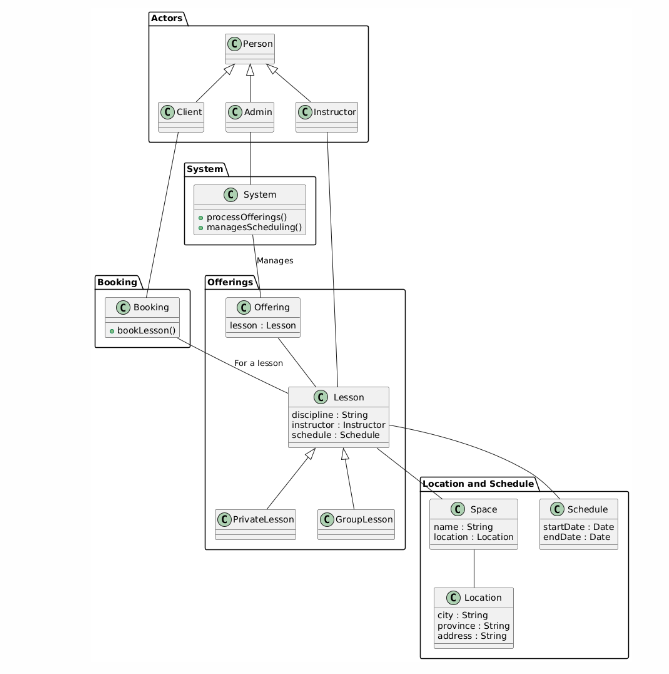 Actors
C Person
C Client
C Admin
C Instructor
System
C System
processOfferings()
managesScheduling()
Manages
Booking
C Booking
bookLesson()
Offerings
C Offering
lesson : Lesson
For a lesson
C Lesson
discipline : String
instructor : Instructor
schedule : Schedule
C PrivateLesson
C GroupLesson
Location and Schedule
C Space
name : String
location : Location
C Schedule
startDate : Date
endDate : Date
C Location
city : String
province : String
address : String